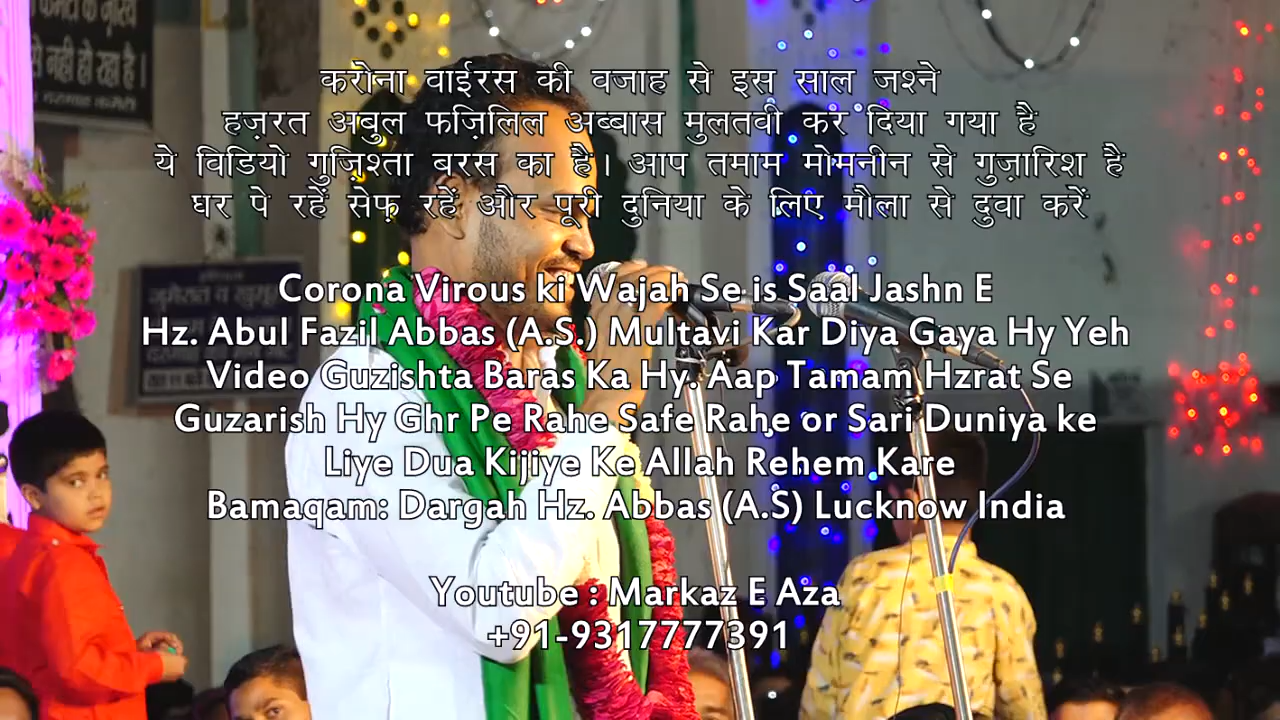 से नही हो रहा है।
करोना वाईरस की वजाह से इस साल जश्ने
हज़रत अबुल फज़िलिल अब्बास मुलतवी कर दिया गया है
ये विडियो गुज़िश्ता बरस का है। आप तमाम मोमनीन से गुज़ारिश है
घर पे रहें सेफ़ रहें और पूरी दुनिया के लिए मौला से दुवा करें
Corona Virous ki Wajah Se is Saal Jashn E
Hz. Abul Fazil Abbas (A.S.) Multavi Kar Diya Gaya Hy Yeh
Video Guzishta Baras Ka Hy. Aap Tamam Hzrat Se
Guzarish Hy Ghr Pe Rahe Safe Rahe or Sari Duniya ke
Liye Dua Kijiye Ke Allah Rehem Kare
Bamaqam: Dargah Hz. Abbas (A.S) Lucknow India
Youtube : Markaz E Aza
+91-9317777391